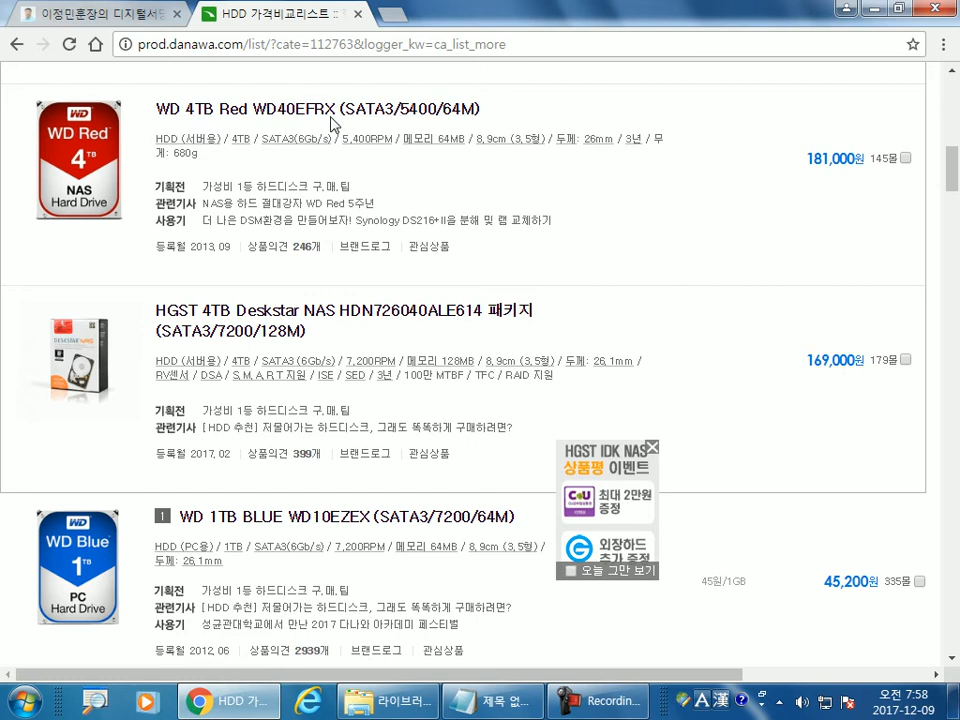 이정민훈장의 디지털서당
HDD 가격비교리스트 ::
prod.danawa.com/list/?cate=112763&logger_kw=ca_list_more
WD
WD Red
4TB
NAS
Hard Drive
WD 4TB Red WD40EFRX (SATA3/5400/64M)
HDD (서버용) / 4TB / SATA3(6Gb/s) / 5,400RPM / 메모리 64MB / 8.9cm (3.5형) / 두께: 26mm / 3년 / 무
게: 680g
181,000원 145몰
기획전 가성비 1등 하드디스크 구.매.팁
관련기사 NAS용 하드 절대강자 WD Red 5주년
사용기 더 나은 DSM환경을 만들어보자! Synology DS216+II을 분해 및 램 교체하기
등록월 2013.09 상품의견 246개 브랜드로그 관심상품
HGST 4TB Deskstar NAS HDN726040ALE614 패키지
(SATA3/7200/128M)
HDD (서버용) / 4TB / SATA3 (6Gb/s) / 7,200RPM / 메모리 128MB / 8.9cm (3.5형) / 두께: 26.1mm /
RV센서 / DSA / S.M.A.R.T 지원 / ISE / SED / 3년 / 100만 MTBF / TFC / RAID 지원
169,000원 179몰
기획전 가성비 1등 하드디스크 구.매.팁
관련기사 [HDD 추천] 저물어가는 하드디스크, 그래도 똑똑하게 구매하려면?
등록월 2017.02 상품의견 399개 브랜드로그 관심상품
HGST IDK NAS
상품평 이벤트
CU
최대 2만원
증정
외장하드
추가 증정
오늘 그만 보기
WD
WD Blue
1TB
PC
Hard Drive
1 WD 1TB BLUE WD10EZEX (SATA3/7200/64M)
HDD (PC용) / 1TB / SATA3(6Gb/s) / 7,200RPM / 메모리 64MB / 8.9cm (3.5형) /
두께: 26.1mm
45원/1GB 45,200원 335몰
기획전 가성비 1등 하드디스크 구.매.팁
관련기사 [HDD 추천] 저물어가는 하드디스크, 그래도 똑똑하게 구매하려면?
사용기 성균관대학교에서 만난 2017 다나와 아카데미 페스티벌
등록월 2012.06 상품의견 2939개 브랜드로그 관심상품
HDD 가...
라이브러...
제목 없...
Recordin...
A 漢
오전 7:58
2017-12-09